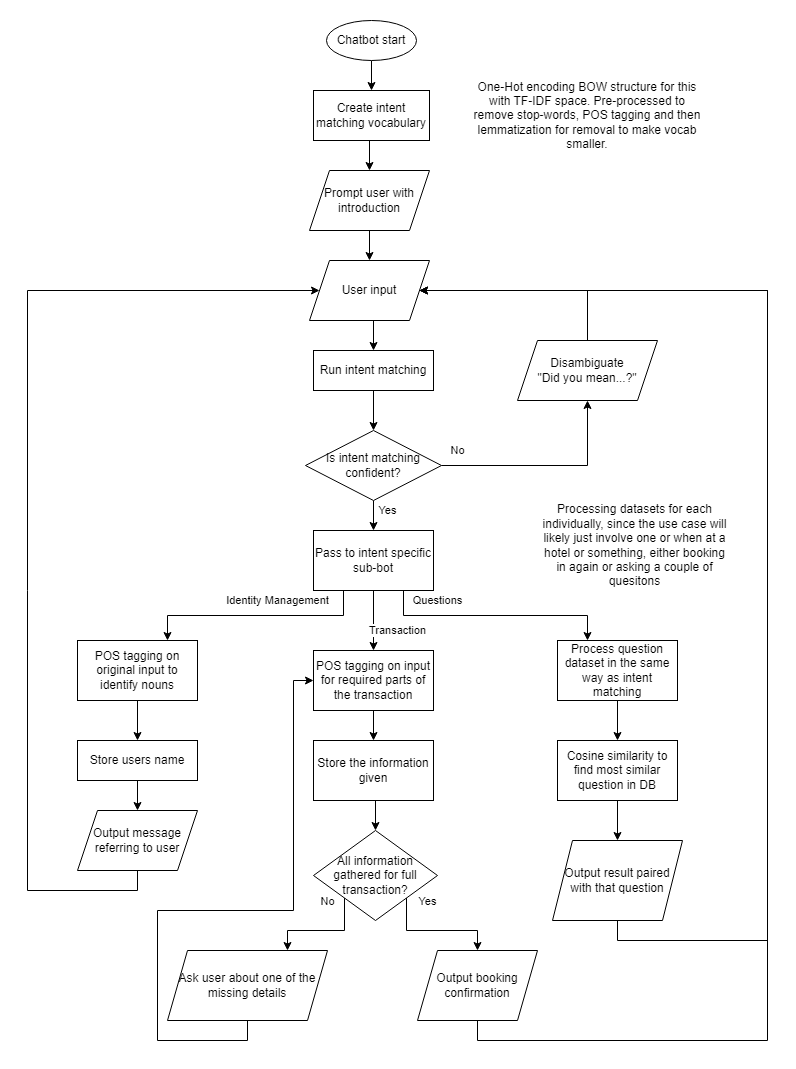 Chatbot start
One-Hot encoding BOW structure for this
with TF-IDF space. Pre-processed to
remove stop-words, POS tagging and then
lemmatization for removal to make vocab
smaller.
Create intent
matching vocabulary
Prompt user with
introduction
User input
Run intent matching
Disambiguate
"Did you mean...?"
Is intent matching
confident?
No
Yes
Processing datasets for each
individually, since the use case will
likely just involve one or when at a
hotel or something, either booking
in again or asking a couple of
quesitons
Pass to intent specific
sub-bot
Identity Management
Transaction
Questions
POS tagging on
original input to
identify nouns
POS tagging on input
for required parts of
the transaction
Process question
dataset in the same
way as intent
matching
Store users name
Store the information
given
Cosine similarity to
find most similar
question in DB
Output message
referring to user
All information
gathered for full
transaction?
Output result paired
with that question
No
Yes
Ask user about one of the
missing details
Output booking
confirmation